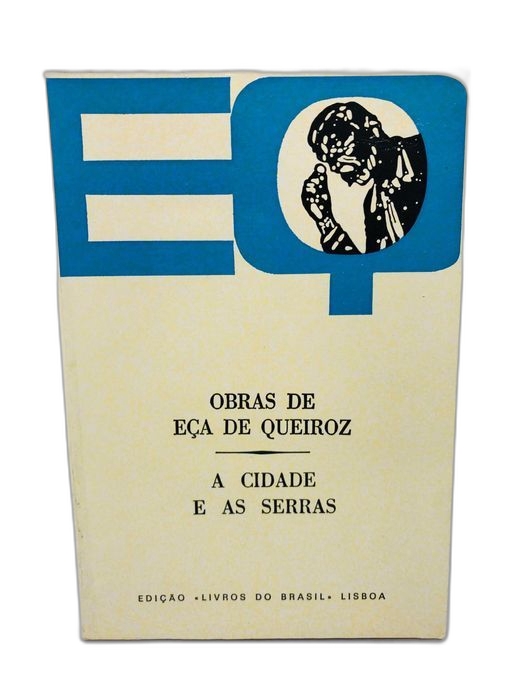 EQ
OBRAS DE
EÇA DE QUEIROZ
A CIDADE
E AS SERRAS
EDIÇÃO «LIVROS DO BRASIL» LISBOA